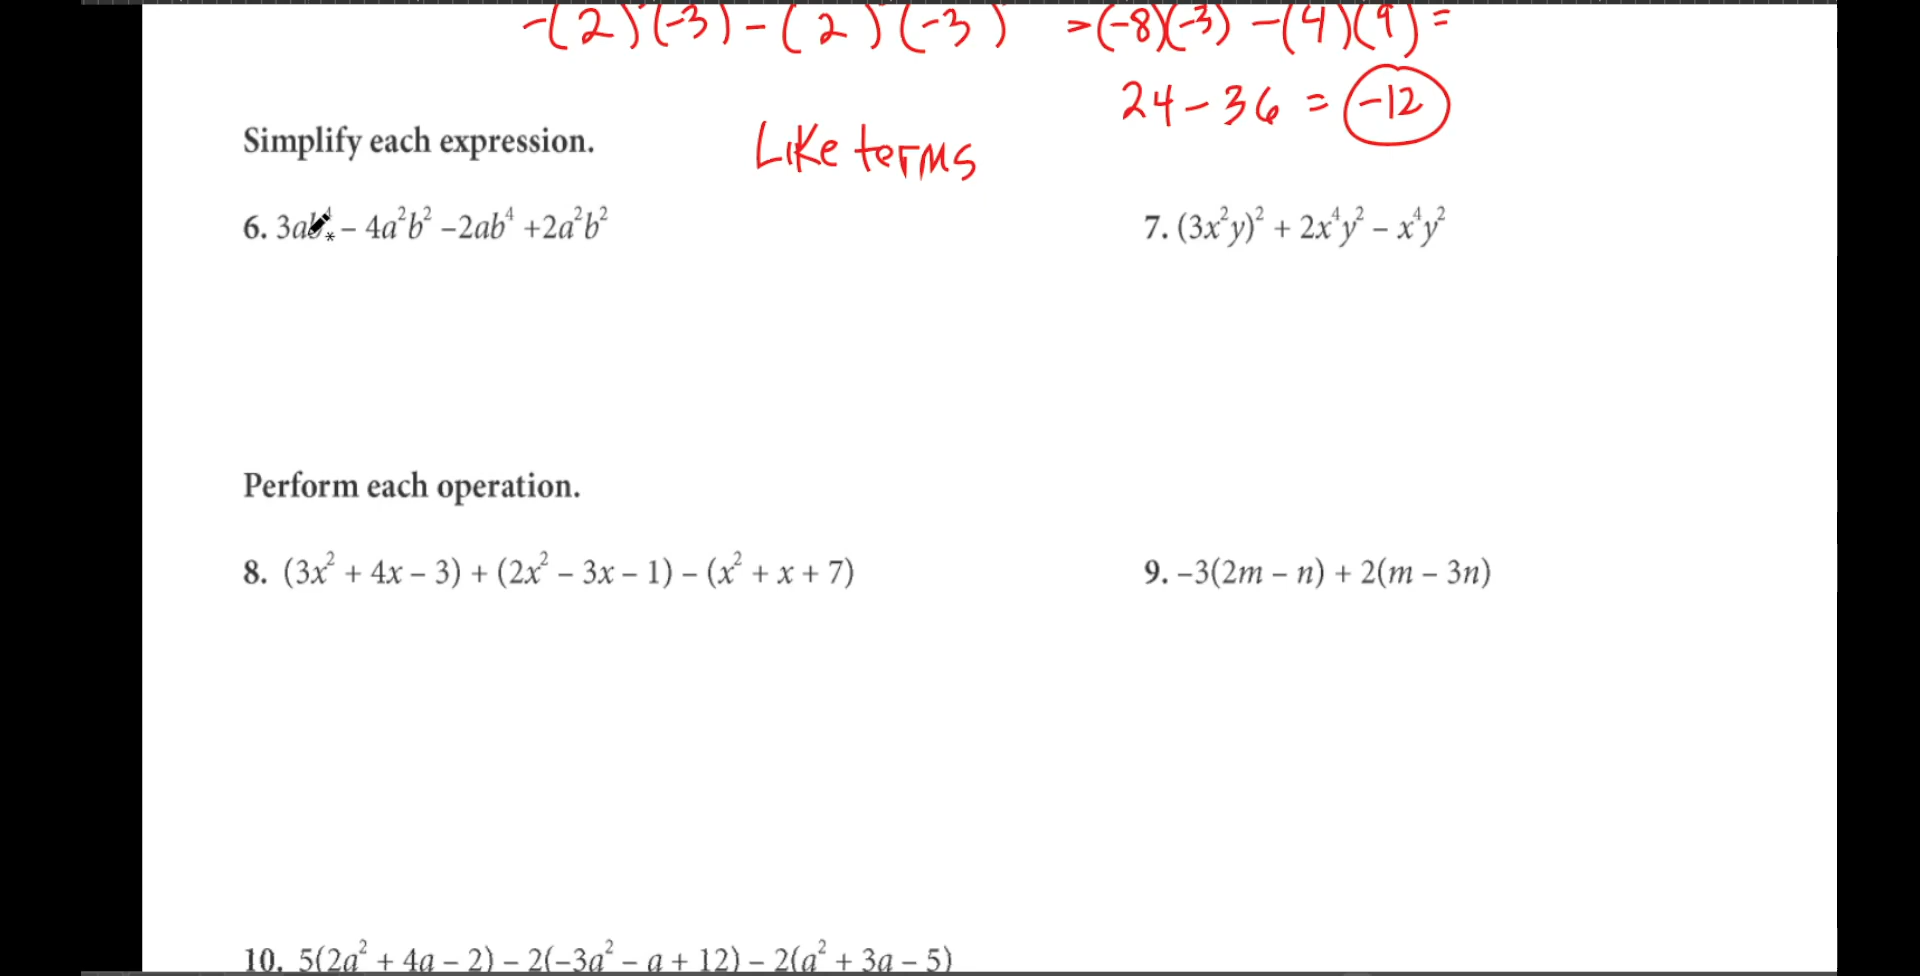 -(2) (-3) - (2) (-3) = (-8)(-3) - (4)(9) =
24 - 36 = -12
Simplify each expression. Like terms
6. 3ab⁴ – 4a²b² –2ab⁴ +2a²b² 7. (3x²y)² + 2x⁴y² – x⁴y²
Perform each operation.
8. (3x² + 4x – 3) + (2x² – 3x – 1) – (x² + x + 7) 9. –3(2m – n) + 2(m – 3n)
10. 5(2a² + 4a – 2) – 2(–3a² – a + 12) – 2(a² + 3a – 5)